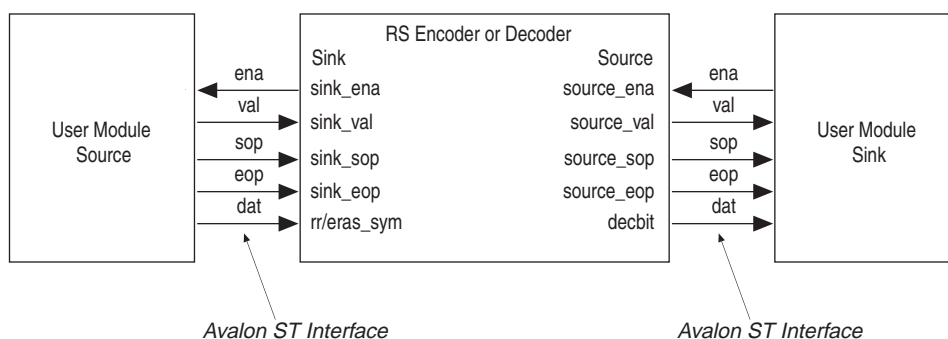 RS Encoder or Decoder
Sink
Source
ena
sink_ena
source_ena
ena
val
sink_val
source_val
val
User Module
Source
User Module
Sink
sop
sink_sop
source_sop
sop
eop
sink_eop
source_eop
eop
dat
rr/eras_sym
decbit
dat
Avalon ST Interface
Avalon ST Interface